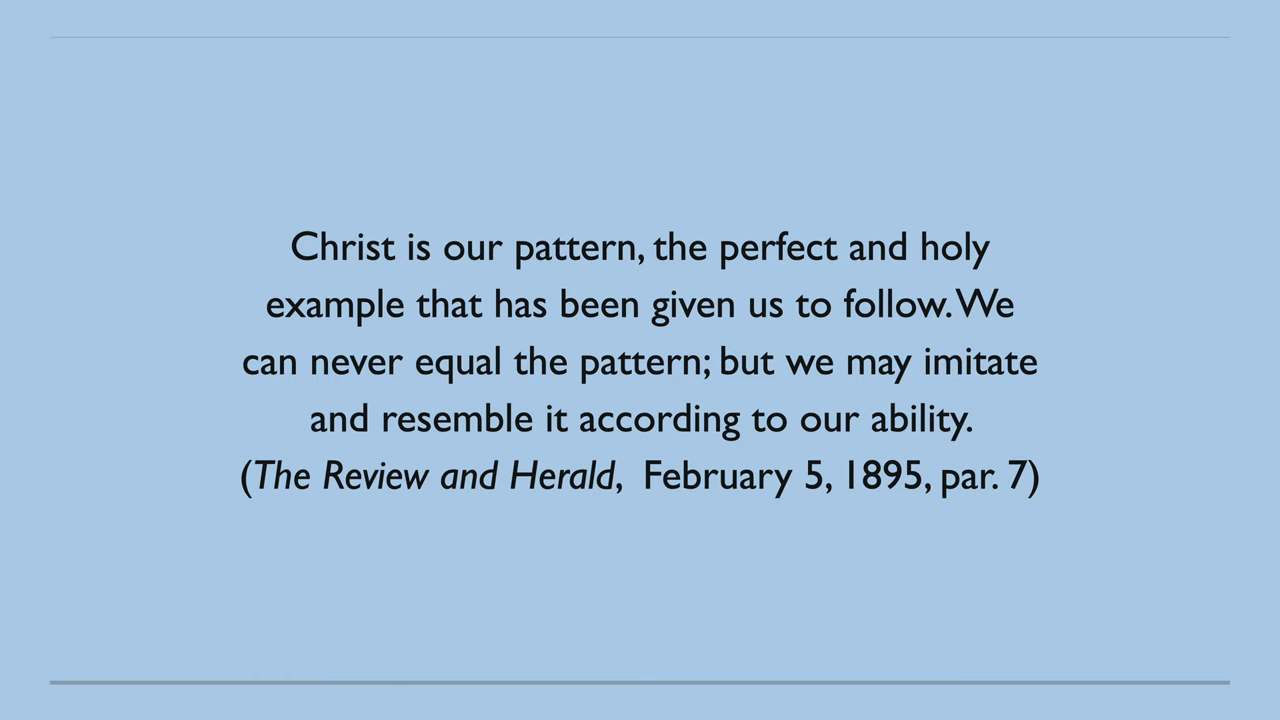 Christ is our pattern, the perfect and holy
example that has been given us to follow. We
can never equal the pattern; but we may imitate
and resemble it according to our ability.
(The Review and Herald, February 5, 1895, par. 7)